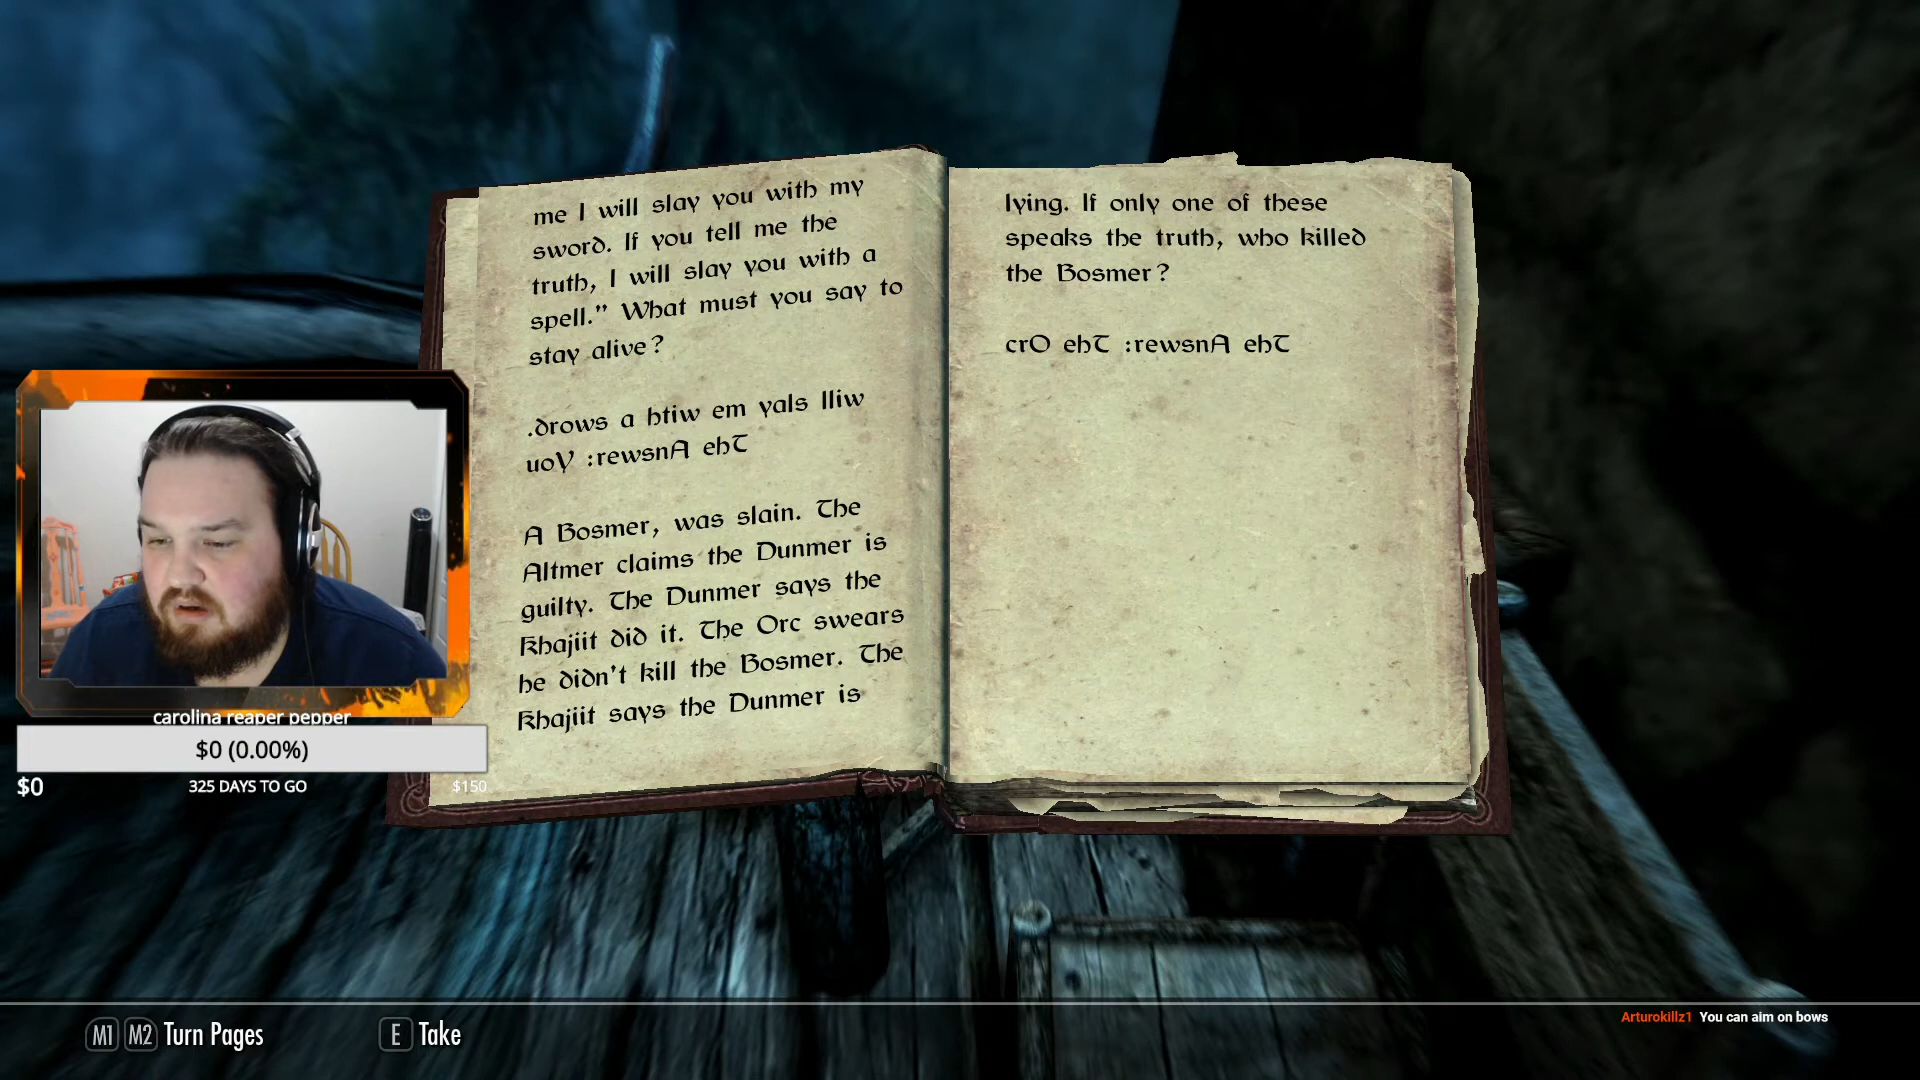 me I will slay you with my
sword. If you tell me the
truth, I will slay you with a
spell.” What must you say to
stay alive?
.drows a htiw em yals lliw
uoY :rewsnA ehT
A Bosmer, was slain. The
Altmer claims the Dunmer is
guilty. The Dunmer says the
Khajiit did it. The Orc swears
he didn't kill the Bosmer. The
Khajiit says the Dunmer is
lying. If only one of these
speaks the truth, who killed
the Bosmer?
crO ehT :rewsnA ehT
carolina reaper pepper
$0 (0.00%)
$0 325 DAYS TO GO $150
M1 M2 Turn Pages E Take
Arturokillz1 You can aim on bows